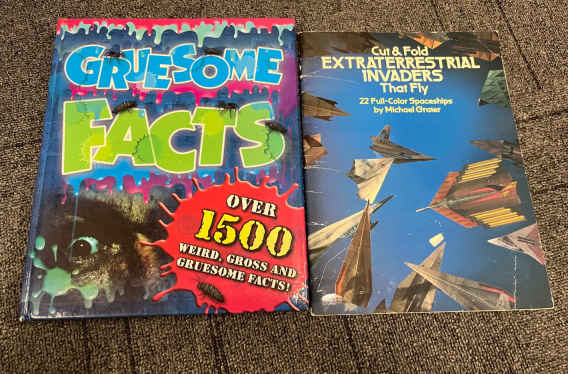 GRUESOME
FACTS
OVER
1500
WEIRD, GROSS AND
GRUESOME FACTS!
Cut & Fold
EXTRATERRESTRIAL
INVADERS
That Fly
22 Full-Color Spaceships
by Michael Grater